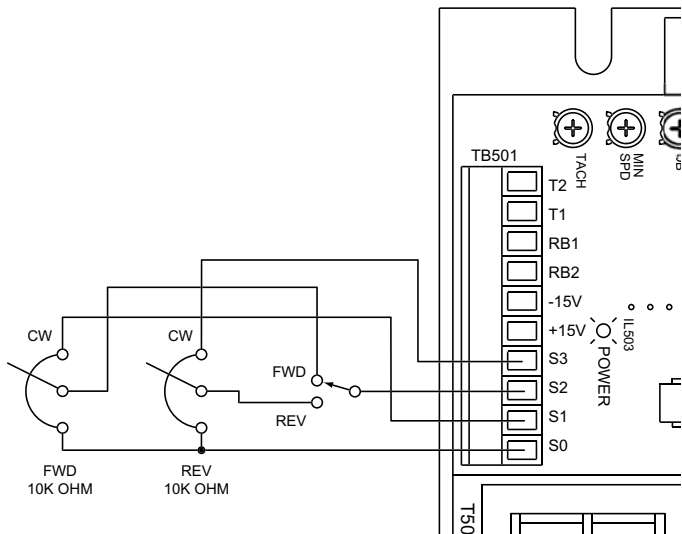 TB501
TACH
MIN
SPD
T2
T1
RB1
RB2
-15V
+15V
S3
S2
S1
S0
IL503
POWER
CW
CW
FWD
REV
FWD
10K OHM
REV
10K OHM